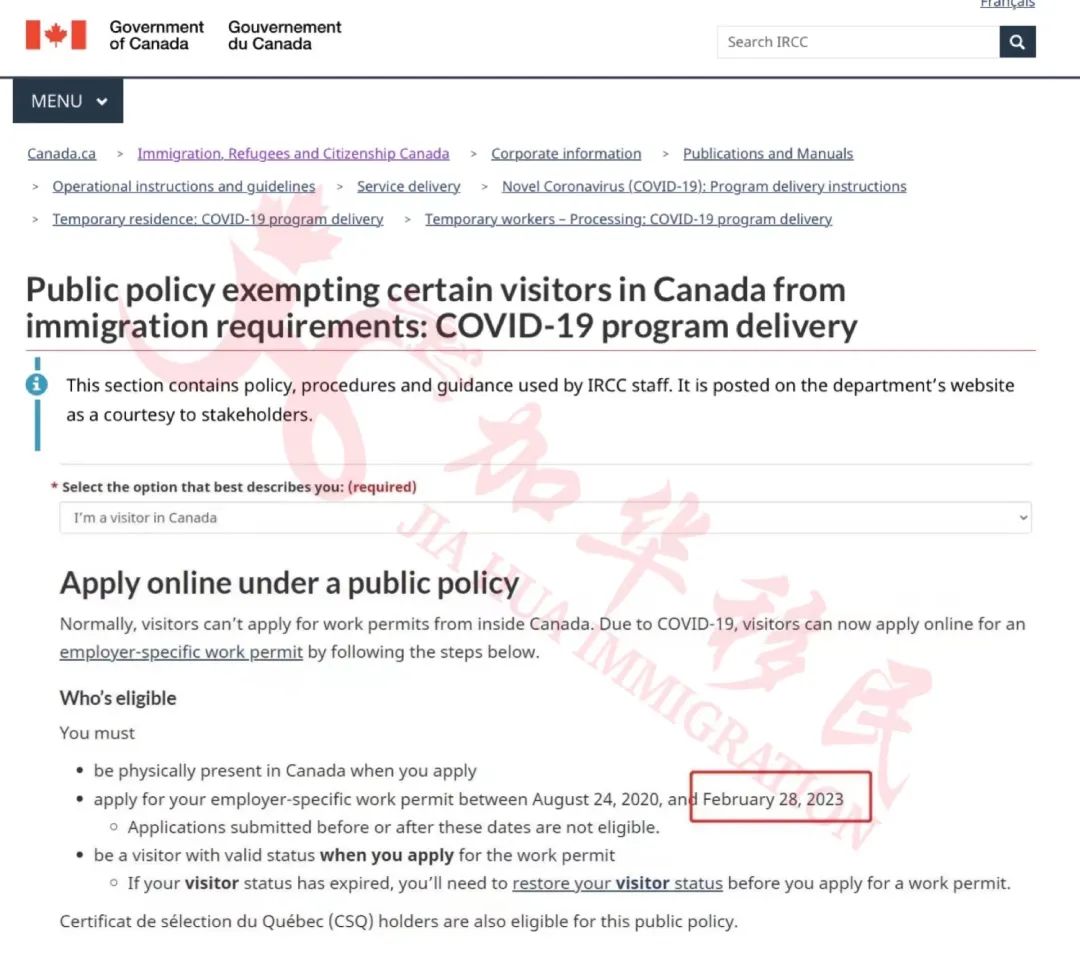 Français
Government of Canada
Gouvernement du Canada
Search IRCC
MENU
Canada.ca > Immigration, Refugees and Citizenship Canada > Corporate information > Publications and Manuals
> Operational instructions and guidelines > Service delivery > Novel Coronavirus (COVID-19): Program delivery instructions
> Temporary residence: COVID-19 program delivery > Temporary workers – Processing: COVID-19 program delivery
Public policy exempting certain visitors in Canada from
immigration requirements: COVID-19 program delivery
This section contains policy, procedures and guidance used by IRCC staff. It is posted on the department's website
as a courtesy to stakeholders.
* Select the option that best describes you: (required)
I'm a visitor in Canada
Apply online under a public policy
Normally, visitors can't apply for work permits from inside Canada. Due to COVID-19, visitors can now apply online for an
employer-specific work permit by following the steps below.
Who's eligible
You must
• be physically present in Canada when you apply
• apply for your employer-specific work permit between August 24, 2020, and February 28, 2023
○ Applications submitted before or after these dates are not eligible.
• be a visitor with valid status when you apply for the work permit
○ If your visitor status has expired, you'll need to restore your visitor status before you apply for a work permit.
Certificat de sélection du Québec (CSQ) holders are also eligible for this public policy.
加华移民
JIA HUA IMMIGRATION